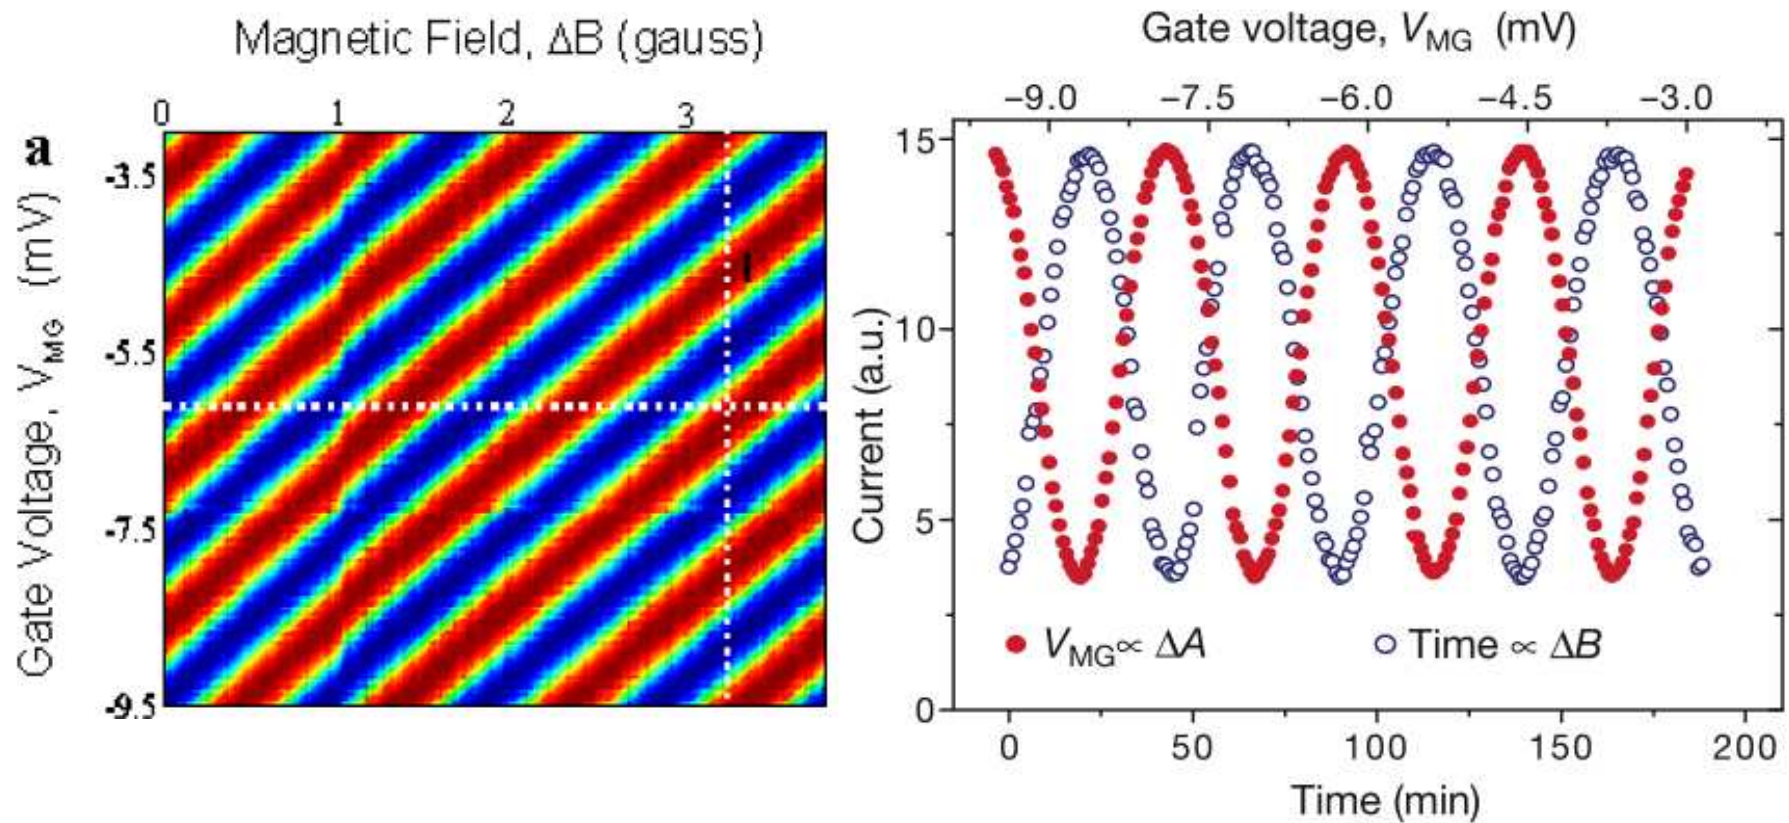 Magnetic Field, ΔB (gauss)
0 1 2 3
a
-3.5
-5.5
-7.5
-9.5
Gate Voltage, V_MG (mV)
I
Gate voltage, V_MG (mV)
−9.0 −7.5 −6.0 −4.5 −3.0
15
10
5
0
Current (a.u.)
V_MG ∝ ΔA
Time ∝ ΔB
0 50 100 150 200
Time (min)